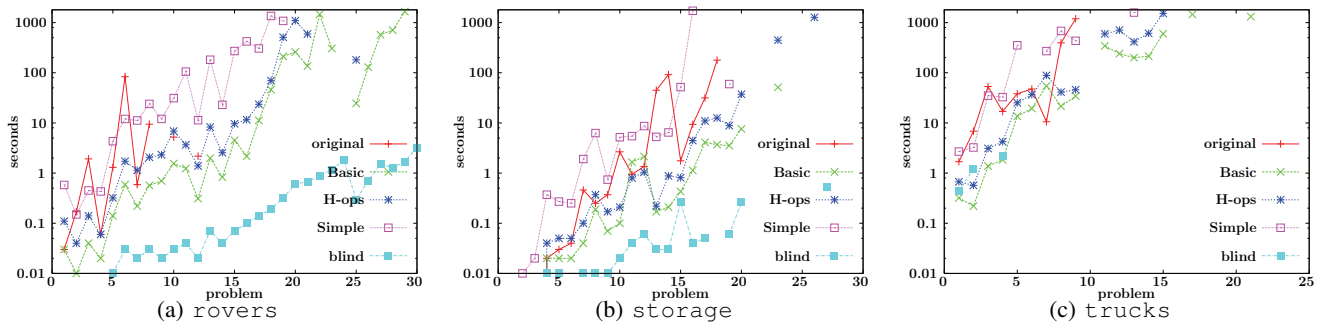 1000
100
10
1
0.1
0.01
seconds
0 5 10 15 20 25 30
problem
original
Basic
H-ops
Simple
blind
(a) rovers
1000
100
10
1
0.1
0.01
seconds
0 5 10 15 20 25 30
problem
original
Basic
H-ops
Simple
blind
(b) storage
1000
100
10
1
0.1
0.01
seconds
0 5 10 15 20 25
problem
original
Basic
H-ops
Simple
blind
(c) trucks